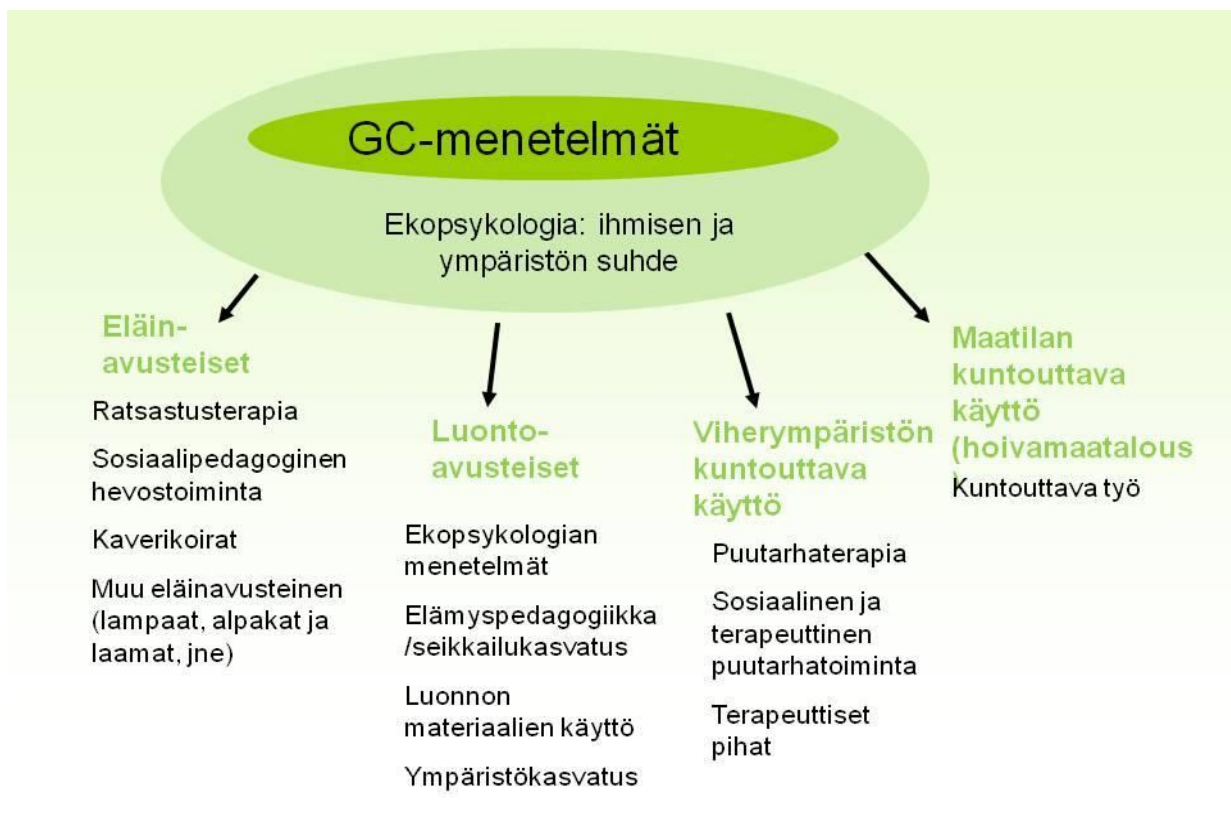 GC-menetelmät
Ekopsykologia: ihmisen ja
ympäristön suhde
Eläin-
avusteiset
Ratsastusterapia
Sosiaalipedagoginen
hevostoiminta
Kaverikoirat
Muu eläinavusteinen
(lampaat, alpakat ja
laamat, jne)
Luonto-
avusteiset
Ekopsykologian
menetelmät
Elämyspedagogiikka
/seikkailukasvatus
Luonnon
materiaalien käyttö
Ympäristökasvatus
Viherympäristön
kuntouttava
käyttö
Puutarhaterapia
Sosiaalinen ja
terapeuttinen
puutarhatoiminta
Terapeuttiset
pihat
Maatilan
kuntouttava
käyttö
(hoivamaatalous
)
Kuntouttava työ